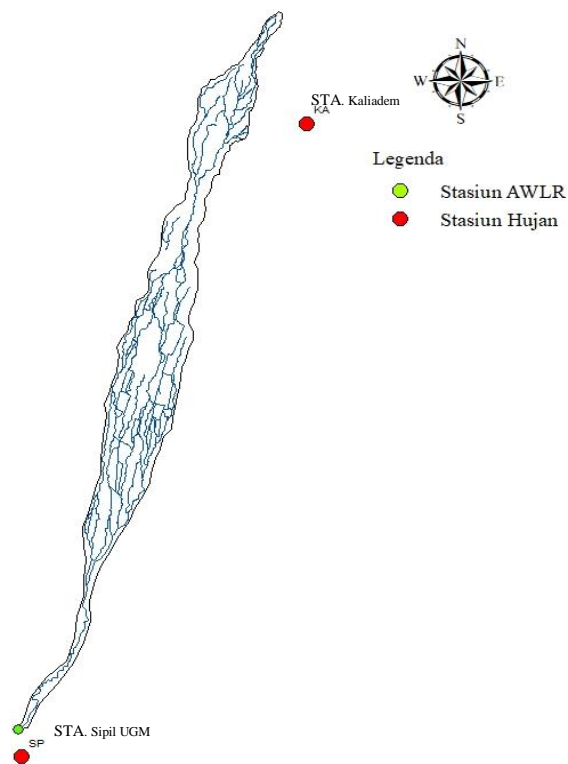 N
STA. Kaliadem
KA
W E
S
Legenda
Stasiun AWLR
Stasiun Hujan
STA. Sipil UGM
SP